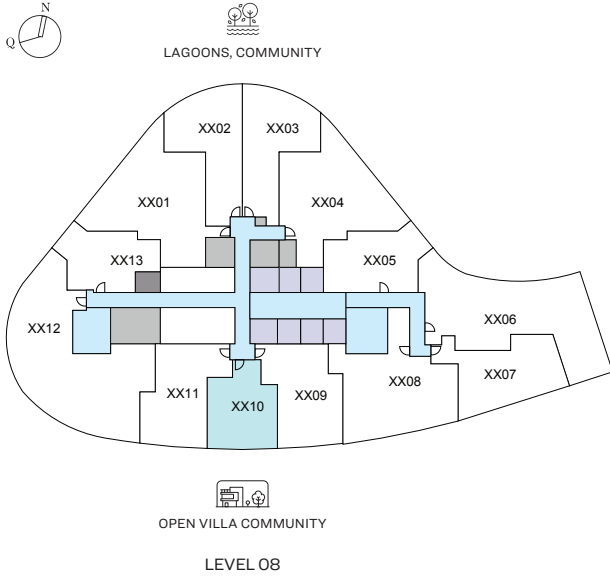 N
Q
LAGOONS, COMMUNITY
XX02 XX03
XX01 XX04
XX13 XX05
XX12 XX06
XX11 XX10 XX09 XX08 XX07
OPEN VILLA COMMUNITY
LEVEL 08